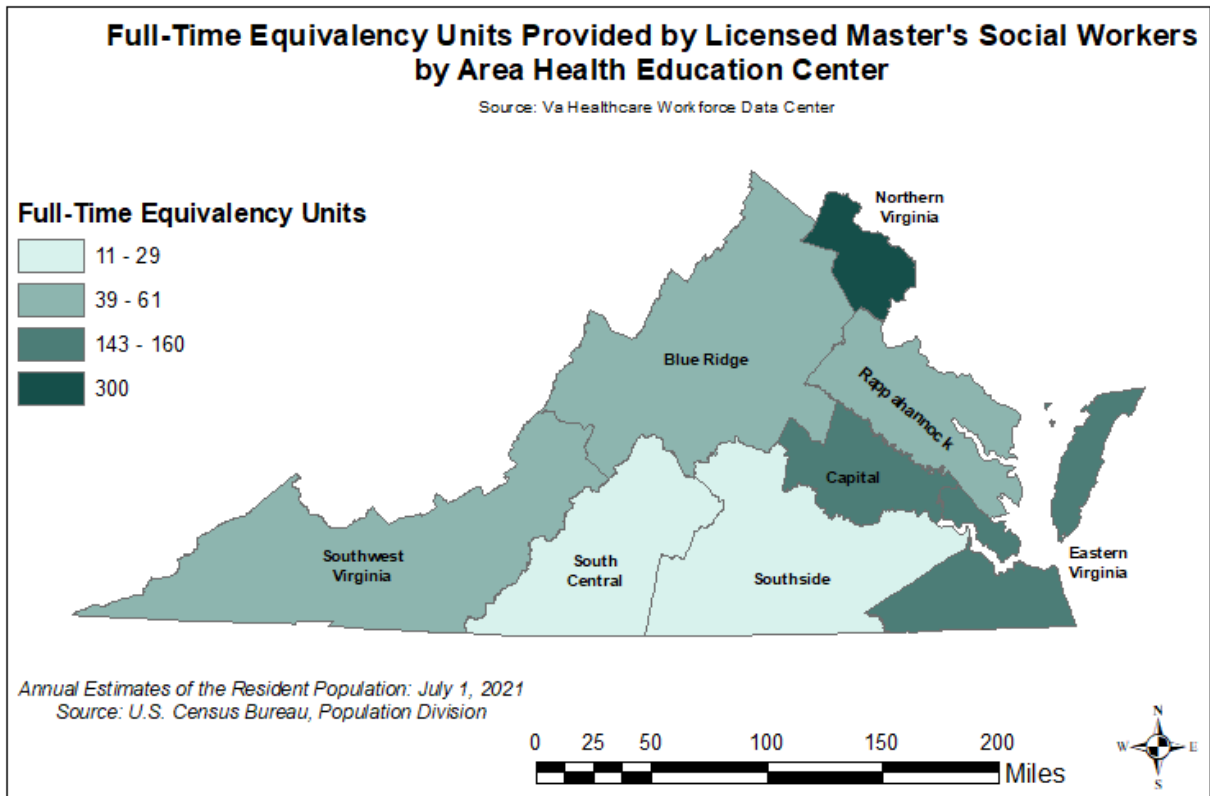 Full-Time Equivalency Units Provided by Licensed Master's Social Workers
by Area Health Education Center
Source: Va Healthcare Workforce Data Center
Full-Time Equivalency Units
11 - 29
39 - 61
143 - 160
300
Northern
Virginia
Blue Ridge
Rappahannock
Capital
Eastern
Virginia
Southwest
Virginia
South
Central
Southside
Annual Estimates of the Resident Population: July 1, 2021
Source: U.S. Census Bureau, Population Division
0 25 50 100 150 200
Miles
N
W E
S